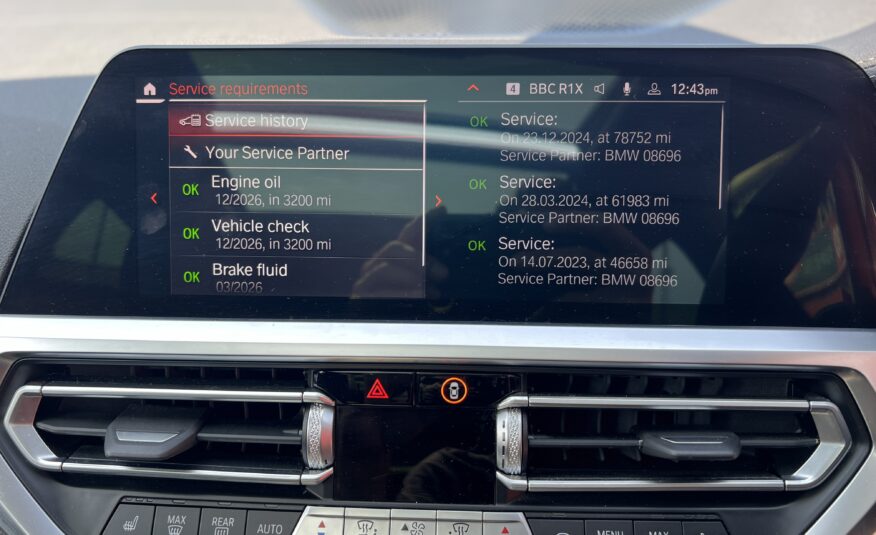 Service requirements
4 BBC R1X 12:43pm
Service history
Your Service Partner
OK Engine oil
12/2026, in 3200 mi
OK Vehicle check
12/2026, in 3200 mi
OK Brake fluid
03/2026
OK Service:
On 23.12.2024, at 78752 mi
Service Partner: BMW 08696
OK Service:
On 28.03.2024, at 61983 mi
Service Partner: BMW 08696
OK Service:
On 14.07.2023, at 46658 mi
Service Partner: BMW 08696
MAX
REAR
AUTO
MENU
MAX